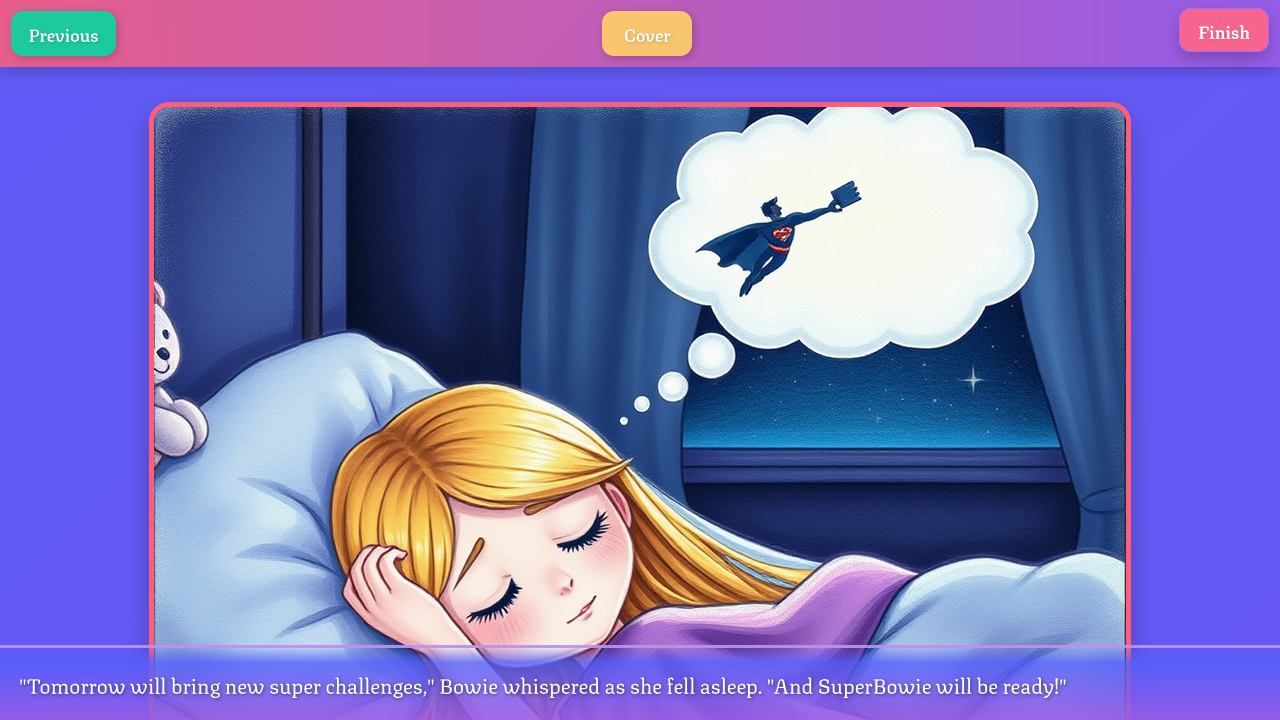 Previous
Cover
Finish
"Tomorrow will bring new super challenges," Bowie whispered as she fell asleep. "And SuperBowie will be ready!"